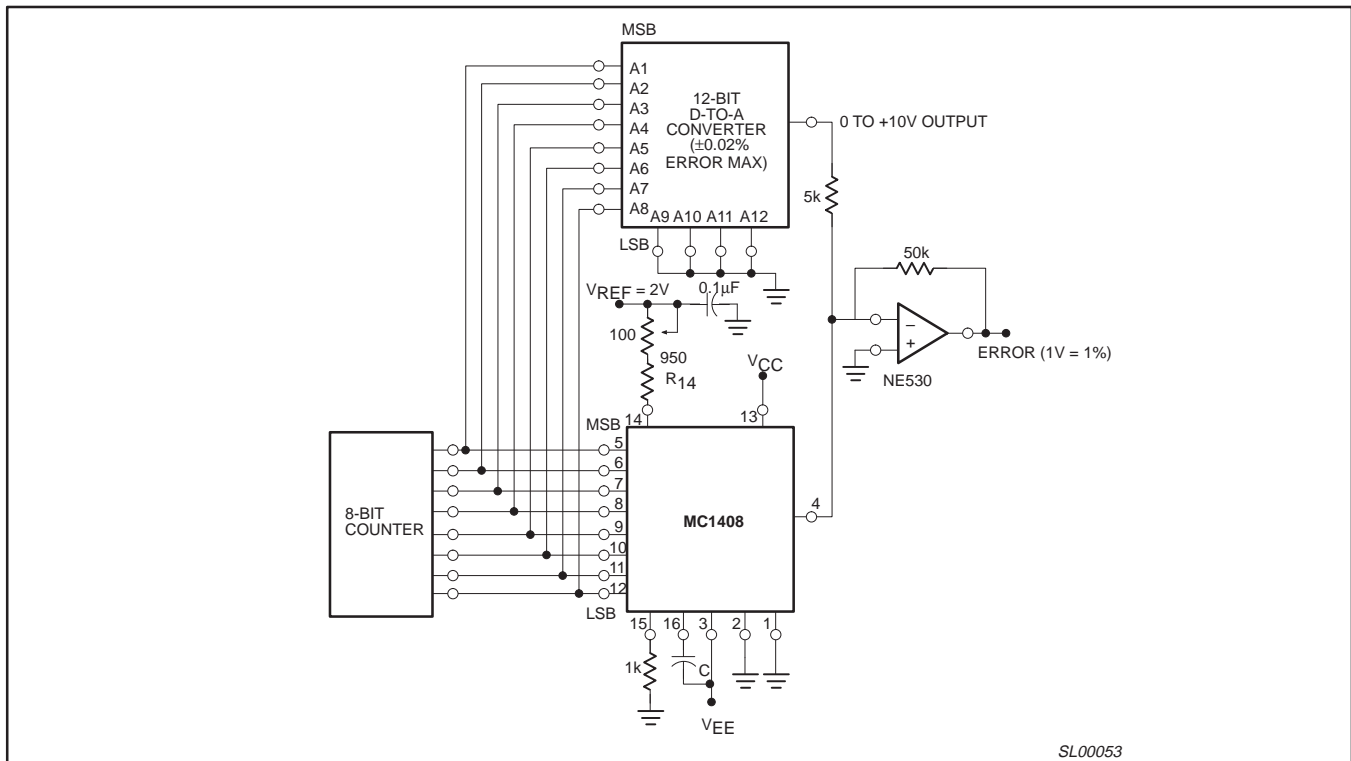 MSB
A1
A2
A3
A4
A5
A6
A7
A8
12-BIT
D-TO-A
CONVERTER
(±0.02%
ERROR MAX)
0 TO +10V OUTPUT
A9 A10 A11 A12
LSB
5k
50k
VREF = 2V
0.1µF
100
950
R14
VCC
−
+
NE530
ERROR (1V = 1%)
MSB
14
13
8-BIT
COUNTER
5
6
7
8
9
10
11
12
LSB
MC1408
4
15 16 3 2 1
1k
C
VEE
SL00053